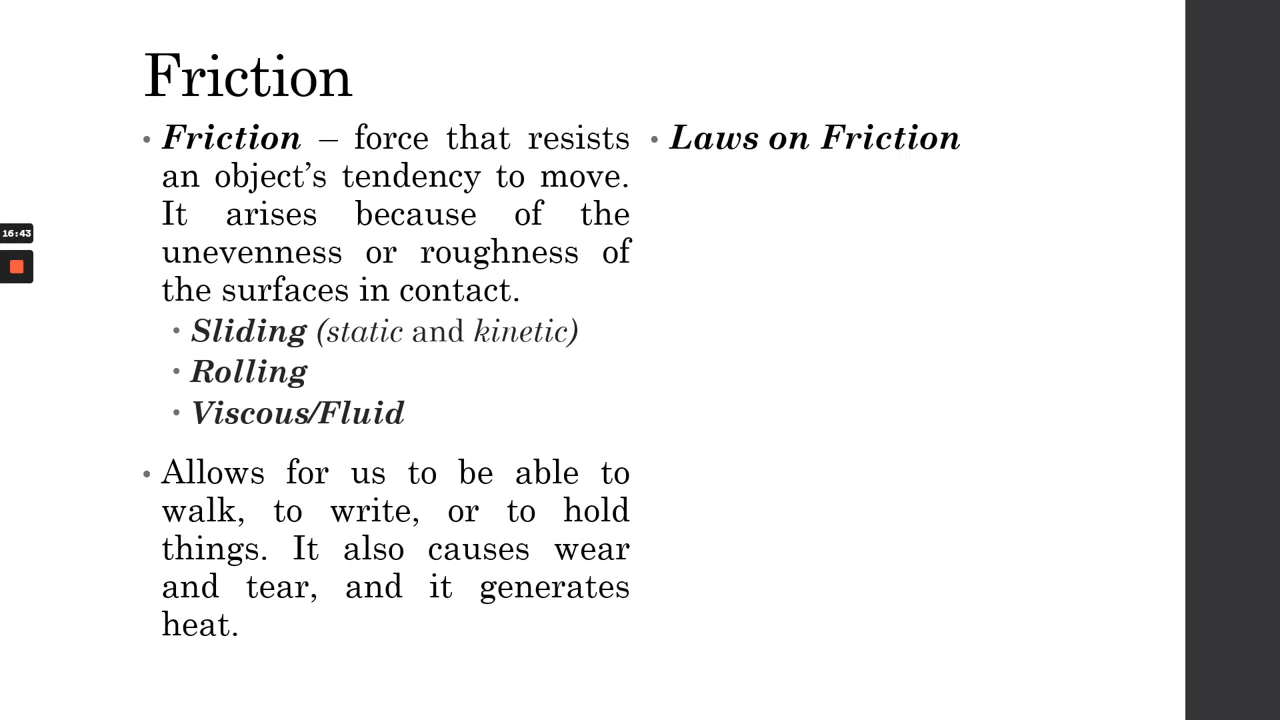 Friction
• Friction – force that resists
an object’s tendency to move.
It arises because of the
unevenness or roughness of
the surfaces in contact.
• Sliding (static and kinetic)
• Rolling
• Viscous/Fluid
• Allows for us to be able to
walk, to write, or to hold
things. It also causes wear
and tear, and it generates
heat.
• Laws on Friction
16:43